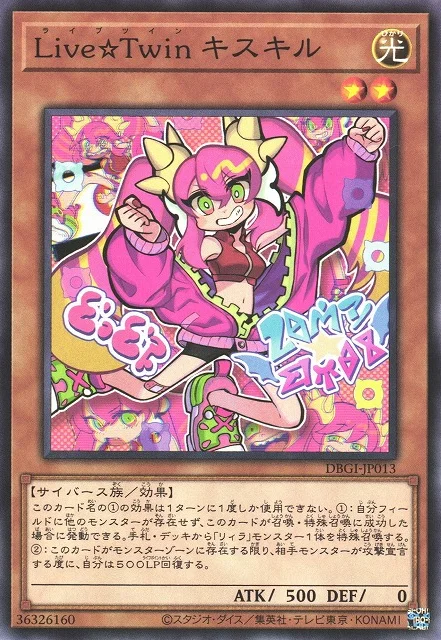 ライブツイン
Live☆Twin キスキル
ひかり
光
DBGI-JP013
【サイバース族／効果】
このカード名の①の効果は1ターンに1度しか使用できない。①：自分フィー
ルドに他のモンスターが存在せず、このカードが召喚・特殊召喚に成功した
場合に発動できる。手札・デッキから「リィラ」モンスター1体を特殊召喚する。
②：このカードがモンスターゾーンに存在する限り、相手モンスターが攻撃宣言
する度に、自分は500LP回復する。
ATK/ 500 DEF/ 0
36326160
©スタジオ・ダイス／集英社・テレビ東京・KONAMI